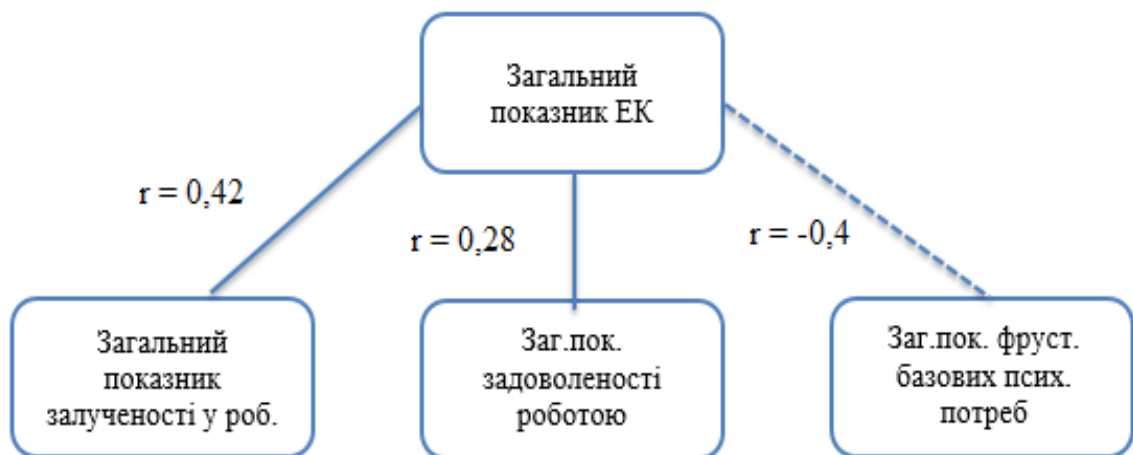 Загальний
показник ЕК
r = 0,42
r = 0,28
r = -0,4
Загальний
показник
залученості у роб.
Заг.пок.
задоволеності
роботою
Заг.пок. фруст.
базових псих.
потреб